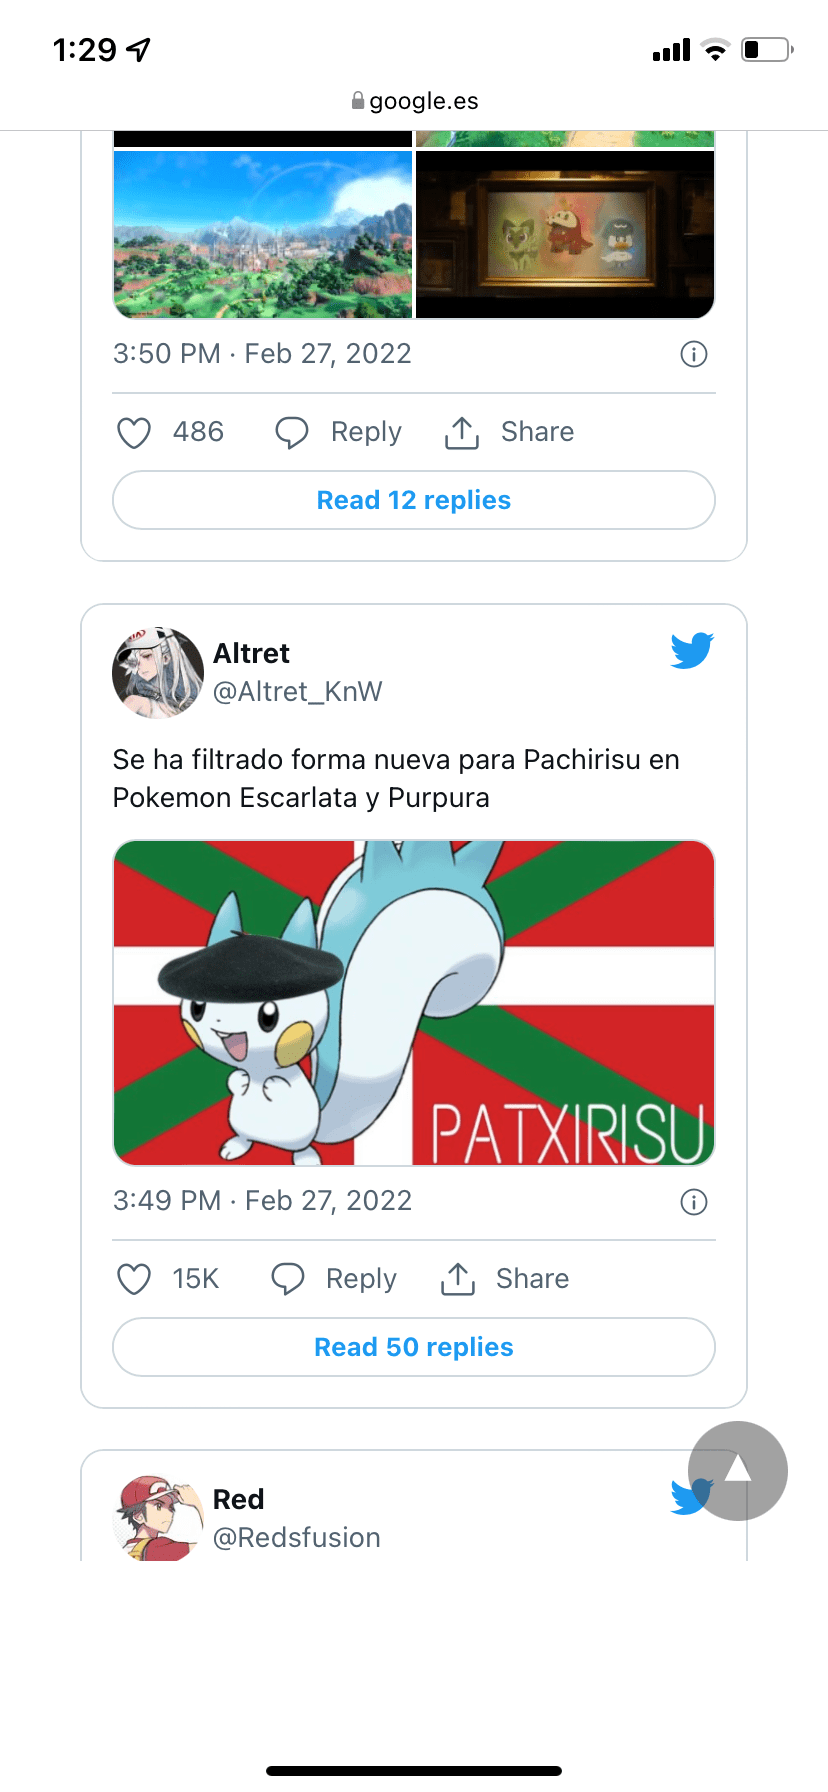 1:29
google.es
3:50 PM · Feb 27, 2022
486 Reply Share
Read 12 replies
Altret
@Altret_KnW
Se ha filtrado forma nueva para Pachirisu en
Pokemon Escarlata y Purpura
PATXIRISU
3:49 PM · Feb 27, 2022
15K Reply Share
Read 50 replies
Red
@Redsfusion